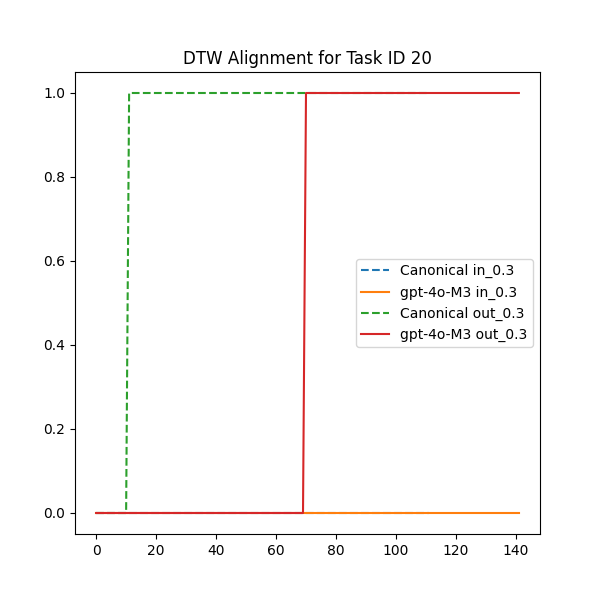 DTW Alignment for Task ID 20
1.0
0.8
0.6
0.4
0.2
0.0
Canonical in_0.3
gpt-4o-M3 in_0.3
Canonical out_0.3
gpt-4o-M3 out_0.3
0 20 40 60 80 100 120 140